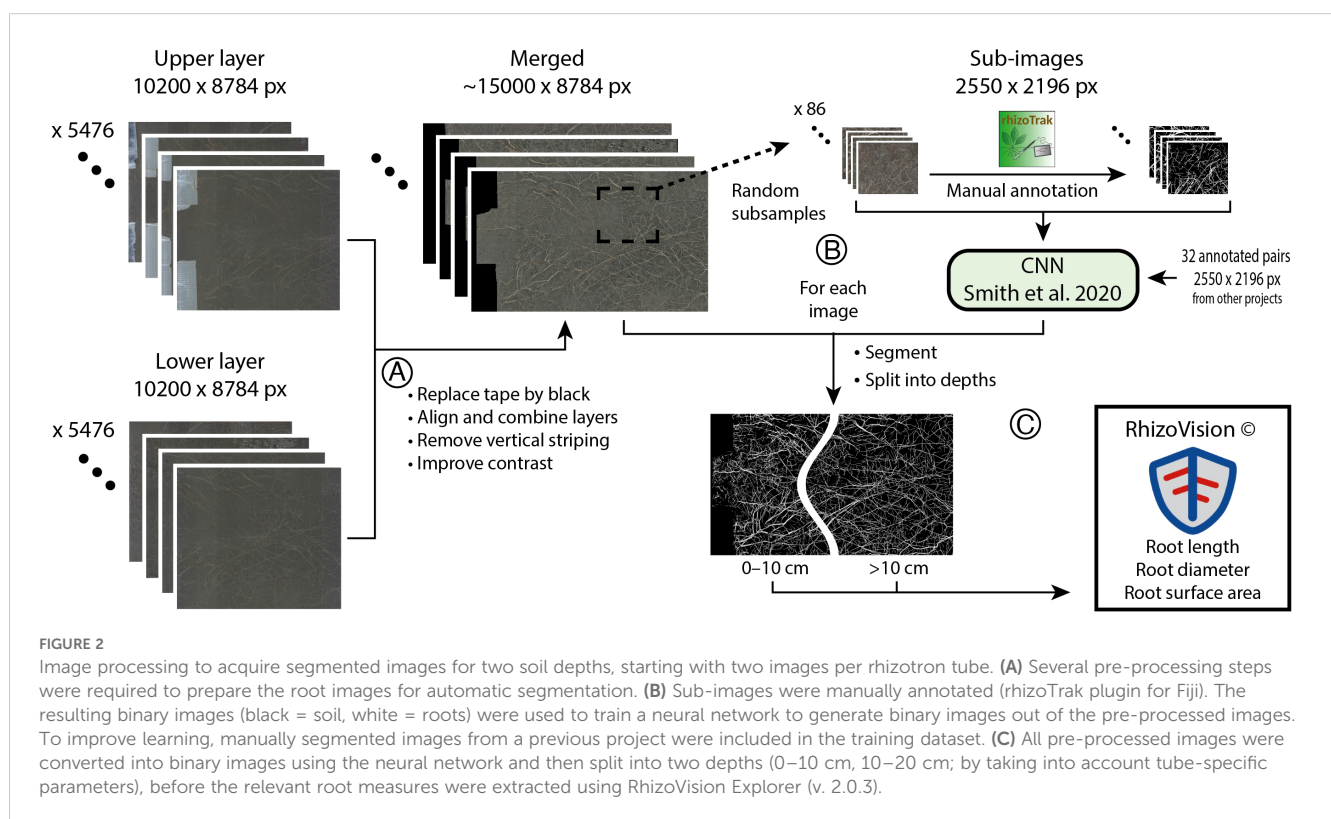 Upper layer
10200 x 8784 px
x 5476
Merged
~15000 x 8784 px
Sub-images
2550 x 2196 px
x 86
rhizoTrak
Manual annotation
Random
subsamples
B
For each
image
CNN
Smith et al. 2020
32 annotated pairs
2550 x 2196 px
from other projects
Lower layer
10200 x 8784 px
x 5476
A
• Replace tape by black
• Align and combine layers
• Remove vertical striping
• Improve contrast
• Segment
• Split into depths
0–10 cm
>10 cm
C
RhizoVision ©
Root length
Root diameter
Root surface area
FIGURE 2
Image processing to acquire segmented images for two soil depths, starting with two images per rhizotron tube. (A) Several pre-processing steps
were required to prepare the root images for automatic segmentation. (B) Sub-images were manually annotated (rhizoTrak plugin for Fiji). The
resulting binary images (black = soil, white = roots) were used to train a neural network to generate binary images out of the pre-processed images.
To improve learning, manually segmented images from a previous project were included in the training dataset. (C) All pre-processed images were
converted into binary images using the neural network and then split into two depths (0–10 cm, 10–20 cm; by taking into account tube-specific
parameters), before the relevant root measures were extracted using RhizoVision Explorer (v. 2.0.3).